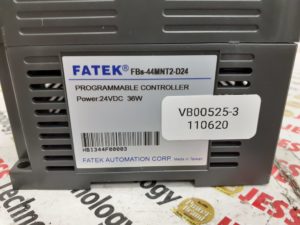 FATEK® FBs-44MNT2-D24
PROGRAMMABLE CONTROLLER
Power:24VDC 36W
VB00525-3
110620
HB1344F00003
FATEK AUTOMATION CORP.
Made in Taiwan